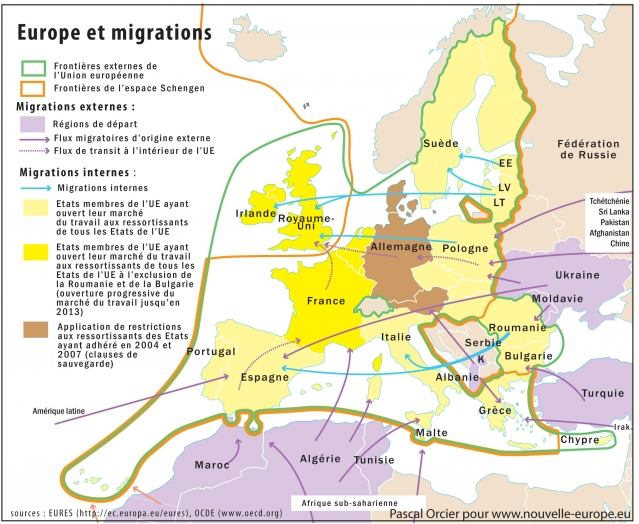 Europe et migrations
Frontières externes de
l'Union européenne
Frontières de l'espace Schengen
Migrations externes :
Régions de départ
Flux migratoires d'origine externe
Flux de transit à l'intérieur de l'UE
Migrations internes :
Migrations internes
Etats membres de l'UE ayant
ouvert leur marché
du travail aux ressortissants
de tous les Etats de l'UE
Etats membres de l'UE ayant
ouvert leur marché du travail
aux ressortissants de tous les
Etats de l'UE à l'exclusion de
la Roumanie et de la Bulgarie
(ouverture progressive du
marché du travail jusqu'en
2013)
Application de restrictions
aux ressortissants des Etats
ayant adhéré en 2004 et
2007 (clauses de
sauvegarde)
Suède
EE
LV
LT
Fédération
de Russie
Tchétchénie
Sri Lanka
Pakistan
Afghanistan
Chine
Irlande
Royaume-
Uni
Allemagne
Pologne
Ukraine
Moldavie
France
Roumanie
Italie
Serbie
K
Bulgarie
Portugal
Espagne
Albanie
Grèce
Turquie
Irak
Amérique latine
Malte
Chypre
Maroc
Algérie
Tunisie
Afrique sub-saharienne
sources : EURES (http://ec.europa.eu/eures), OCDE (www.oecd.org)
Pascal Orcier pour www.nouvelle-europe.eu